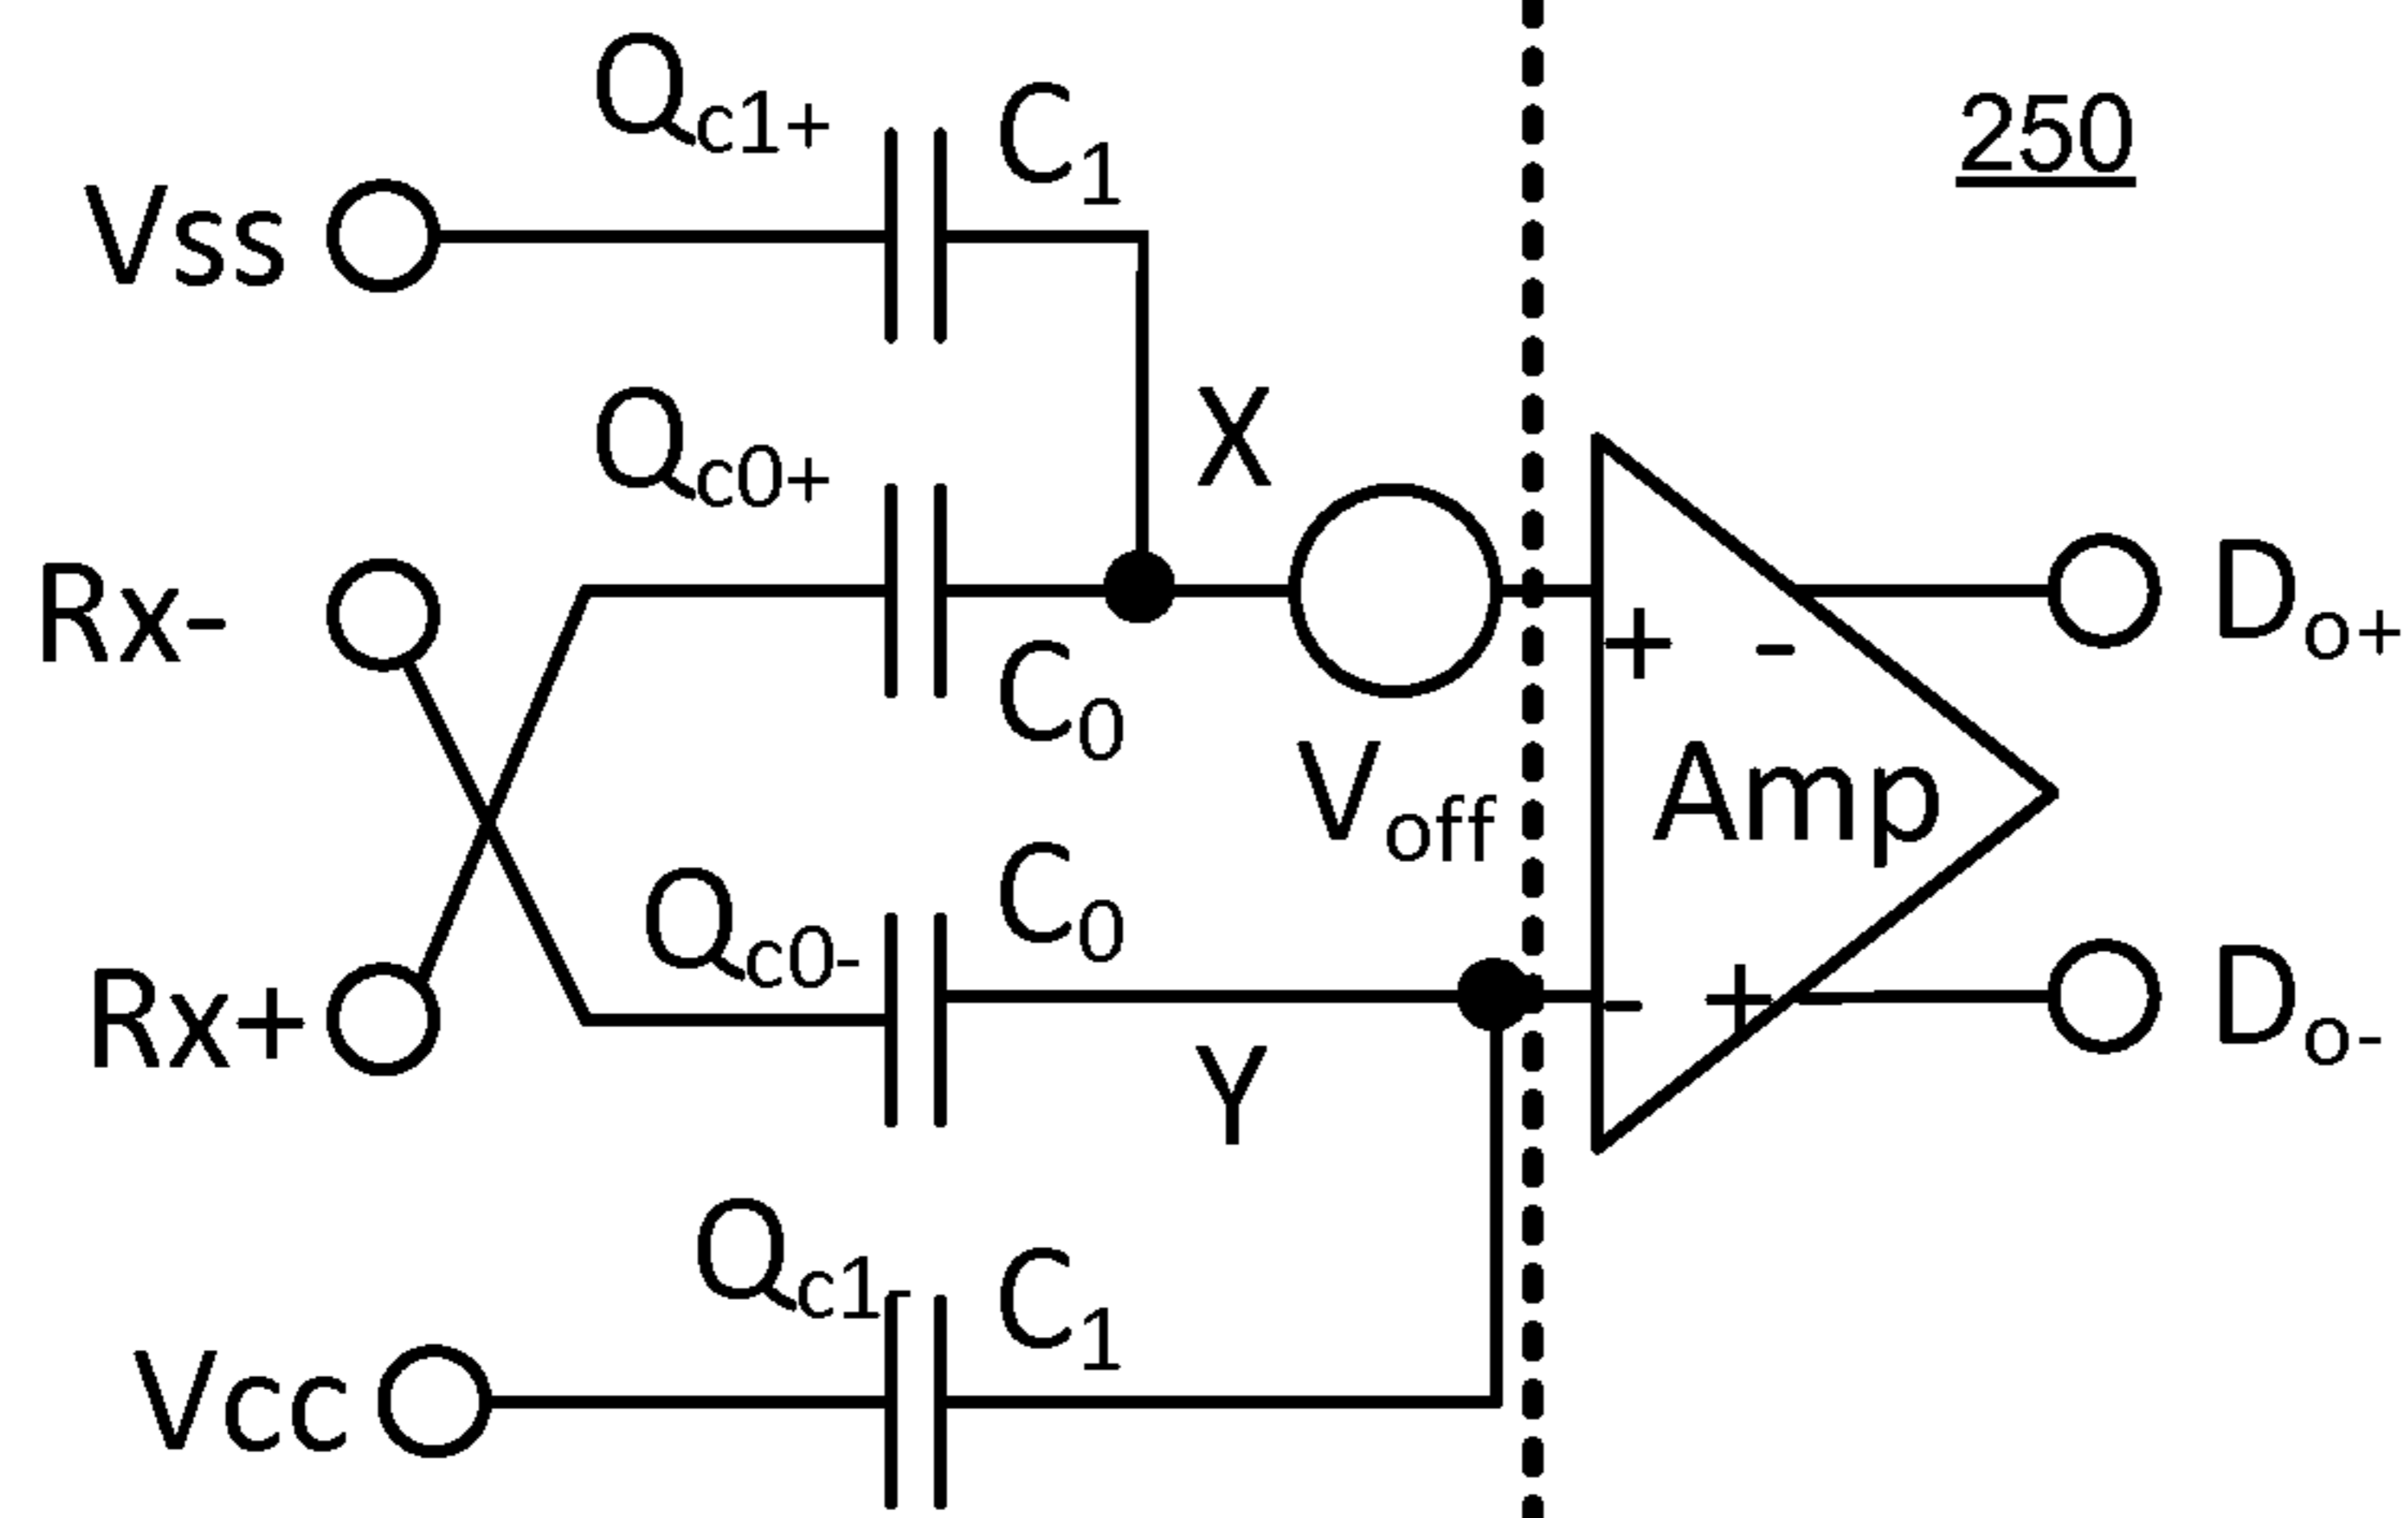 Qc1+
C1
250
Vss
Qc0+
X
Rx-
Do+
+ -
C0
Voff
Amp
Qc0-
C0
Rx+
- +
Do-
Y
Qc1-
C1
Vcc